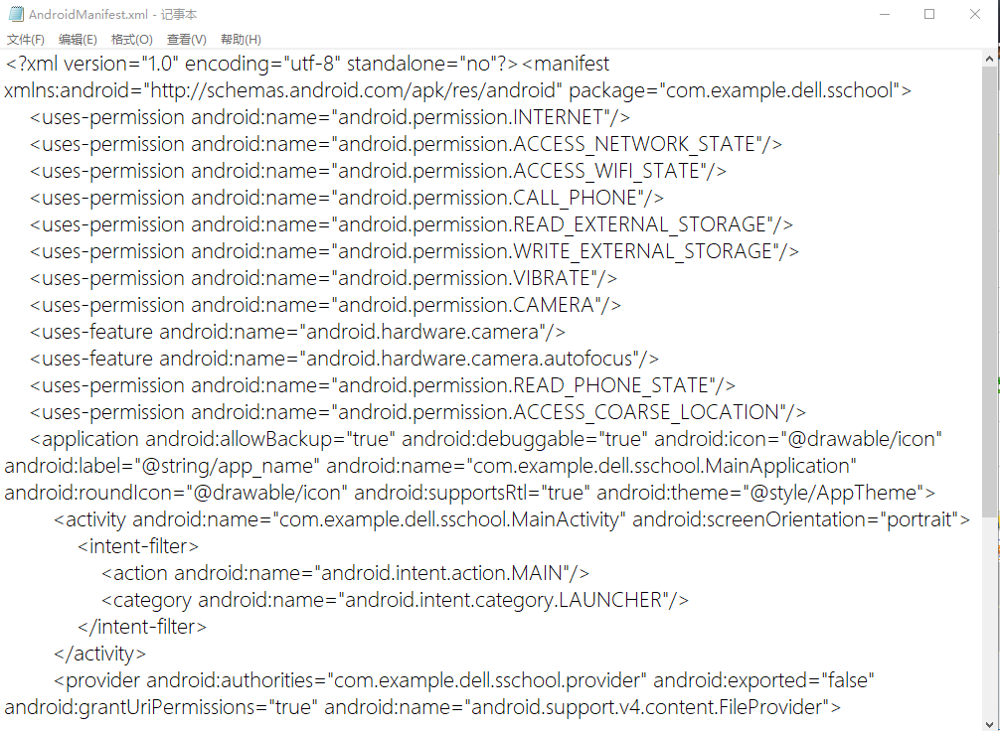 AndroidManifest.xml - 记事本
文件(F) 编辑(E) 格式(O) 查看(V) 帮助(H)
<?xml version="1.0" encoding="utf-8" standalone="no"?><manifest
xmlns:android="http://schemas.android.com/apk/res/android" package="com.example.dell.sschool">
    <uses-permission android:name="android.permission.INTERNET"/>
    <uses-permission android:name="android.permission.ACCESS_NETWORK_STATE"/>
    <uses-permission android:name="android.permission.ACCESS_WIFI_STATE"/>
    <uses-permission android:name="android.permission.CALL_PHONE"/>
    <uses-permission android:name="android.permission.READ_EXTERNAL_STORAGE"/>
    <uses-permission android:name="android.permission.WRITE_EXTERNAL_STORAGE"/>
    <uses-permission android:name="android.permission.VIBRATE"/>
    <uses-permission android:name="android.permission.CAMERA"/>
    <uses-feature android:name="android.hardware.camera"/>
    <uses-feature android:name="android.hardware.camera.autofocus"/>
    <uses-permission android:name="android.permission.READ_PHONE_STATE"/>
    <uses-permission android:name="android.permission.ACCESS_COARSE_LOCATION"/>
    <application android:allowBackup="true" android:debuggable="true" android:icon="@drawable/icon"
android:label="@string/app_name" android:name="com.example.dell.sschool.MainApplication"
android:roundIcon="@drawable/icon" android:supportsRtl="true" android:theme="@style/AppTheme">
        <activity android:name="com.example.dell.sschool.MainActivity" android:screenOrientation="portrait">
            <intent-filter>
                <action android:name="android.intent.action.MAIN"/>
                <category android:name="android.intent.category.LAUNCHER"/>
            </intent-filter>
        </activity>
        <provider android:authorities="com.example.dell.sschool.provider" android:exported="false"
android:grantUriPermissions="true" android:name="android.support.v4.content.FileProvider">